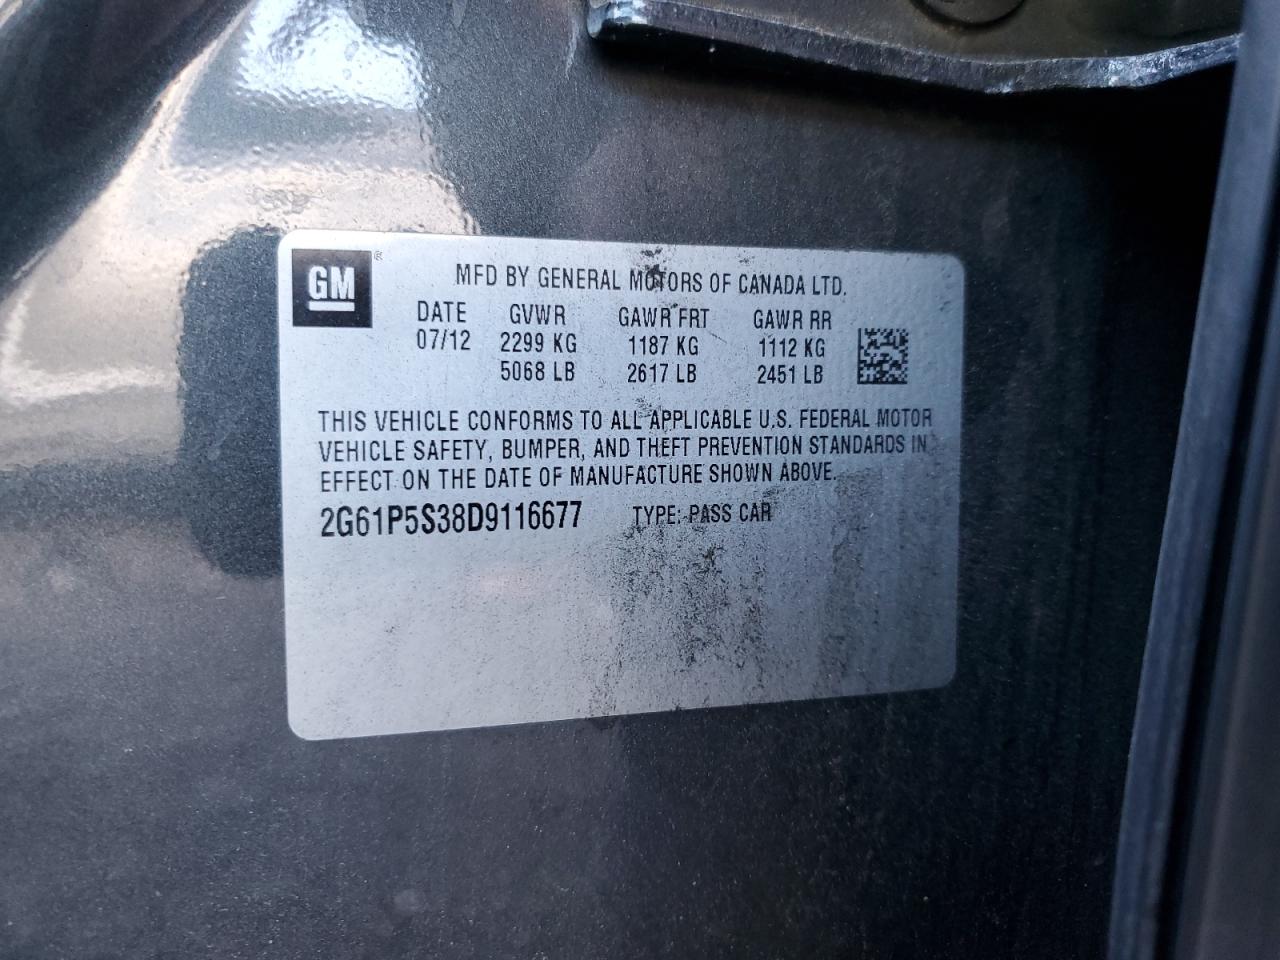 GM®
MFD BY GENERAL MOTORS OF CANADA LTD.
DATE GVWR GAWR FRT GAWR RR
07/12 2299 KG 1187 KG 1112 KG
5068 LB 2617 LB 2451 LB
THIS VEHICLE CONFORMS TO ALL APPLICABLE U.S. FEDERAL MOTOR
VEHICLE SAFETY, BUMPER, AND THEFT PREVENTION STANDARDS IN
EFFECT ON THE DATE OF MANUFACTURE SHOWN ABOVE.
2G61P5S38D9116677 TYPE: PASS CAR